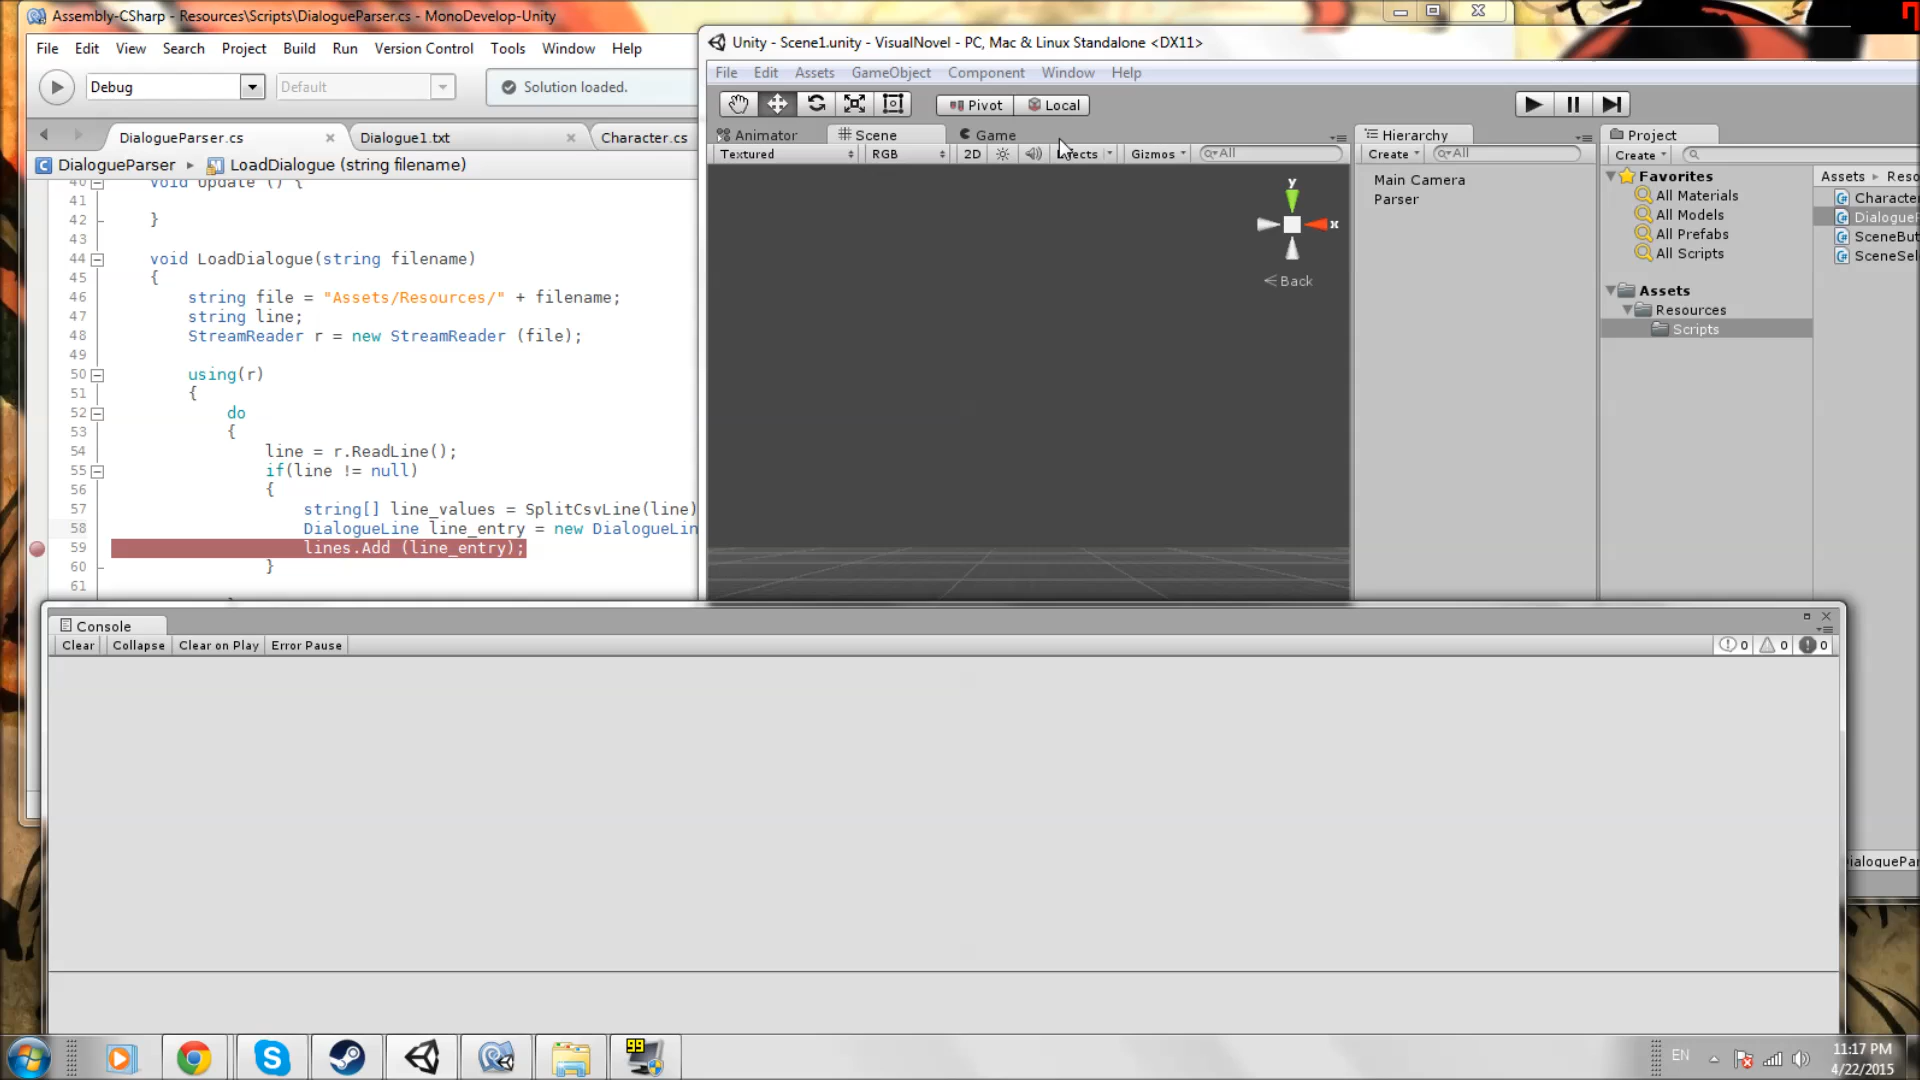 Assembly-CSharp - Resources\Scripts\DialogueParser.cs - MonoDevelop-Unity
File Edit View Search Project Build Run Version Control Tools Window Help
Debug Default Solution loaded.
DialogueParser.cs Dialogue1.txt Character.cs
DialogueParser LoadDialogue (string filename)
40 void Update () {
41
42 }
43
44 void LoadDialogue(string filename)
45 {
46 string file = "Assets/Resources/" + filename;
47 string line;
48 StreamReader r = new StreamReader (file);
49
50 using(r)
51 {
52 do
53 {
54 line = r.ReadLine();
55 if(line != null)
56 {
57 string[] line_values = SplitCsvLine(line)
58 DialogueLine line_entry = new DialogueLin
59 lines.Add (line_entry);
60 }
61
Unity - Scene1.unity - VisualNovel - PC, Mac & Linux Standalone <DX11>
File Edit Assets GameObject Component Window Help
Pivot Local
Animator Scene Game
Textured RGB 2D Gizmos All
y
x
Back
Hierarchy
Create All
Main Camera
Parser
Project
Create
Favorites
All Materials
All Models
All Prefabs
All Scripts
Assets
Resources
Scripts
Assets Reso
Character
DialogueP
SceneBut
SceneSel
ialoguePar
Console
Clear Collapse Clear on Play Error Pause 0 0 0
99
EN
11:17 PM
4/22/2015